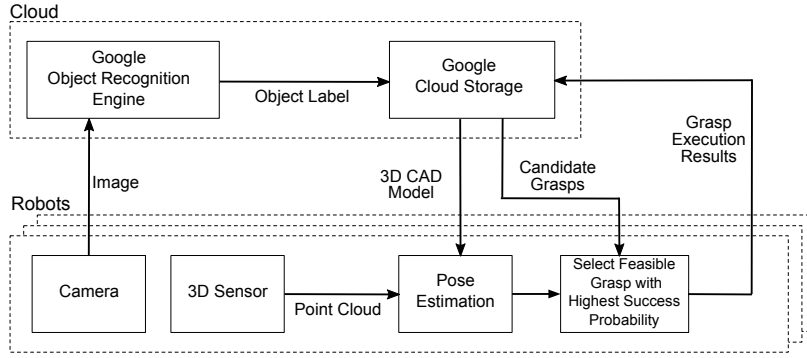 Cloud
Google
Object Recognition
Engine
Object Label
Google
Cloud Storage
Grasp
Execution
Results
Image
3D CAD
Model
Candidate
Grasps
Robots
Camera
3D Sensor
Point Cloud
Pose
Estimation
Select Feasible
Grasp with
Highest Success
Probability